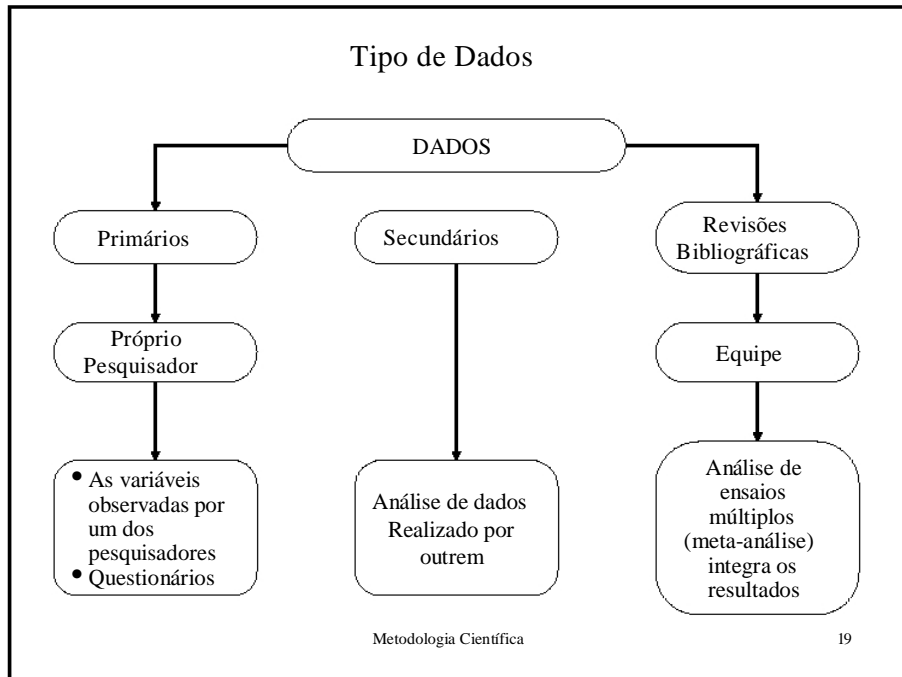 Tipo de Dados
DADOS
Primários
Secundários
Revisões
Bibliográficas
Próprio
Pesquisador
Equipe
• As variáveis
observadas por
um dos
pesquisadores
• Questionários
Análise de dados
Realizado por
outrem
Análise de
ensaios
múltiplos
(meta-análise)
integra os
resultados
Metodologia Científica
19